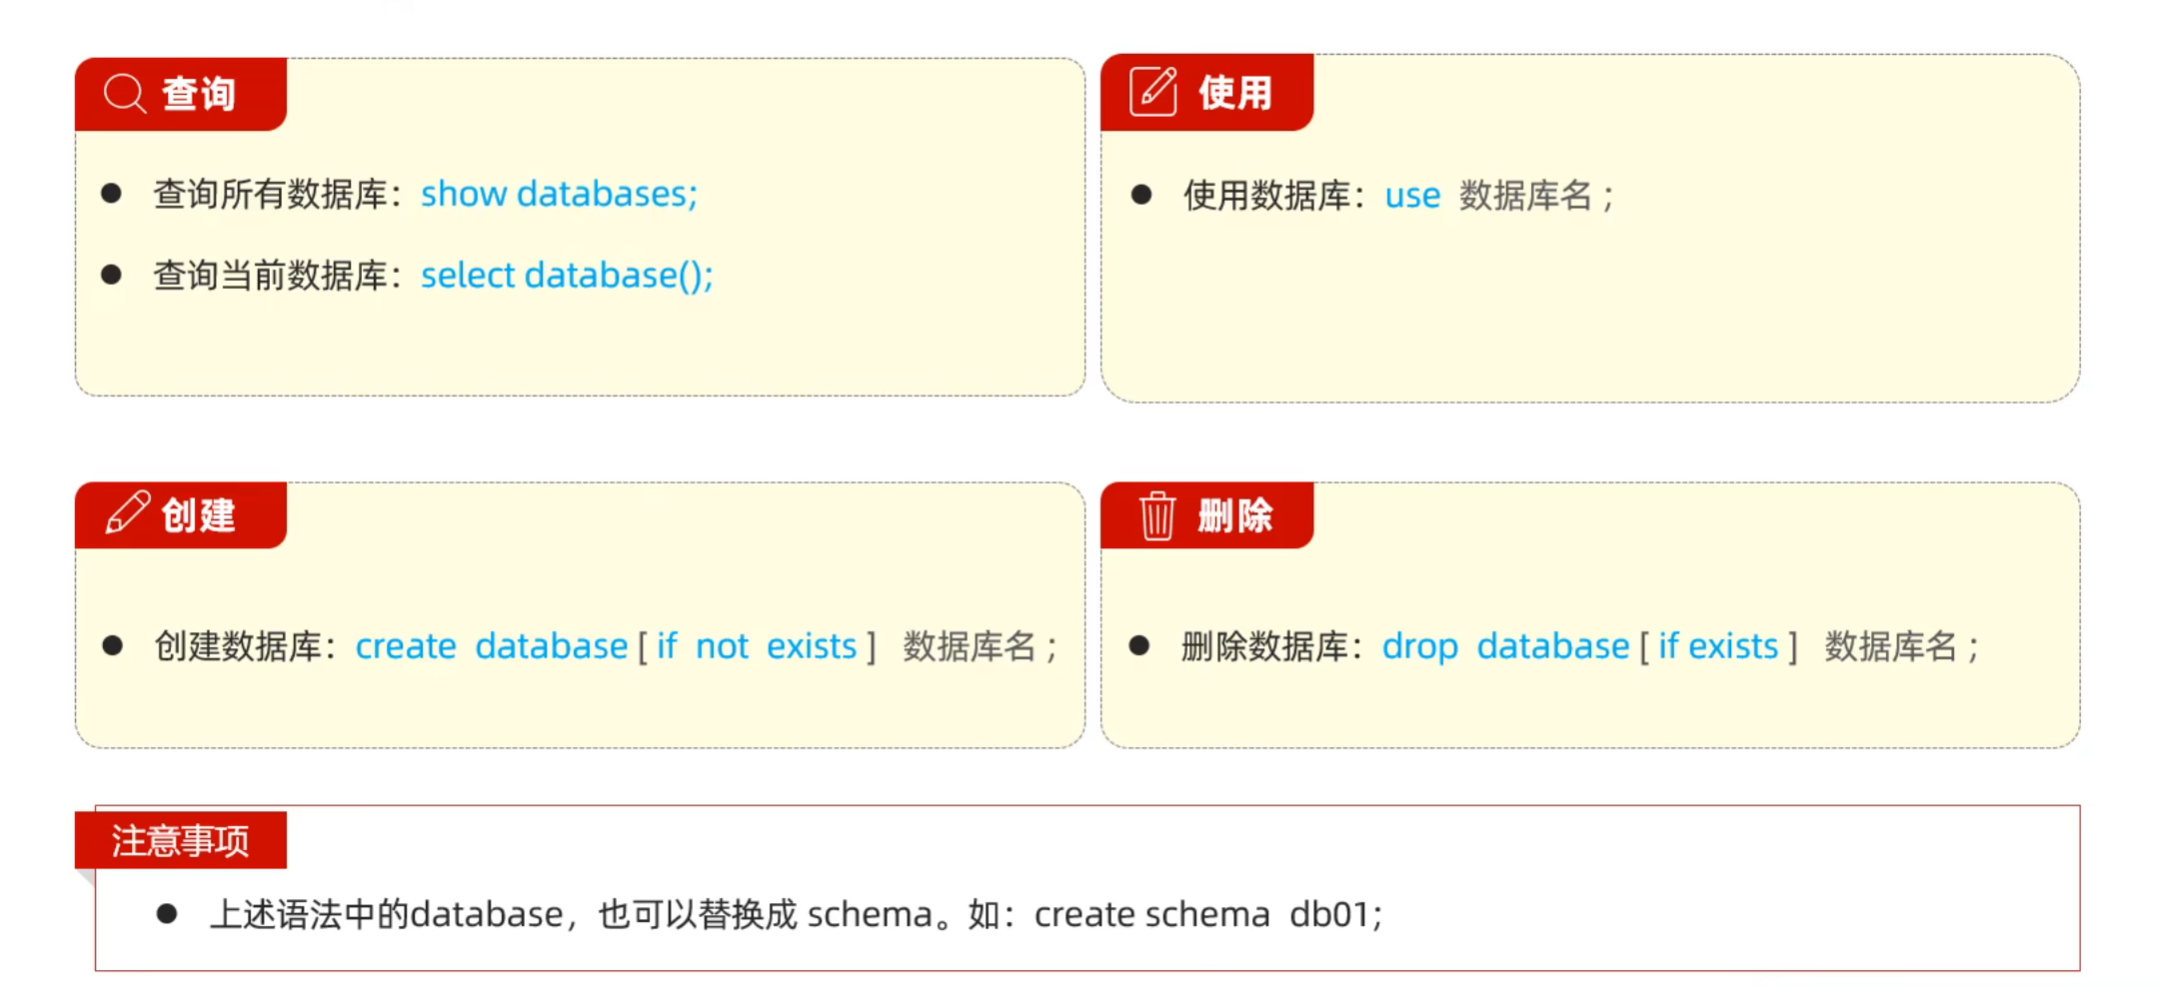 查询
● 查询所有数据库：show databases;
● 查询当前数据库：select database();
使用
● 使用数据库：use 数据库名 ;
创建
● 创建数据库：create database [ if not exists ] 数据库名 ;
删除
● 删除数据库：drop database [ if exists ] 数据库名 ;
注意事项
● 上述语法中的database，也可以替换成 schema。如：create schema db01;